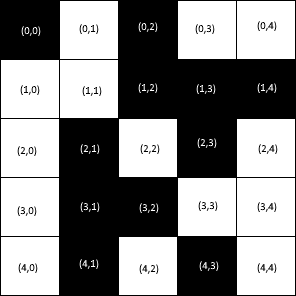 (0,0) (0,1) (0,2) (0,3) (0,4)
(1,0) (1,1) (1,2) (1,3) (1,4)
(2,0) (2,1) (2,2) (2,3) (2,4)
(3,0) (3,1) (3,2) (3,3) (3,4)
(4,0) (4,1) (4,2) (4,3) (4,4)